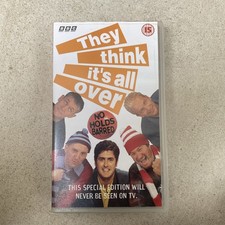 BBC
15
They
think
it's all
over
NO
HOLDS
BARRED
THIS SPECIAL EDITION WILL
NEVER BE SEEN ON TV.